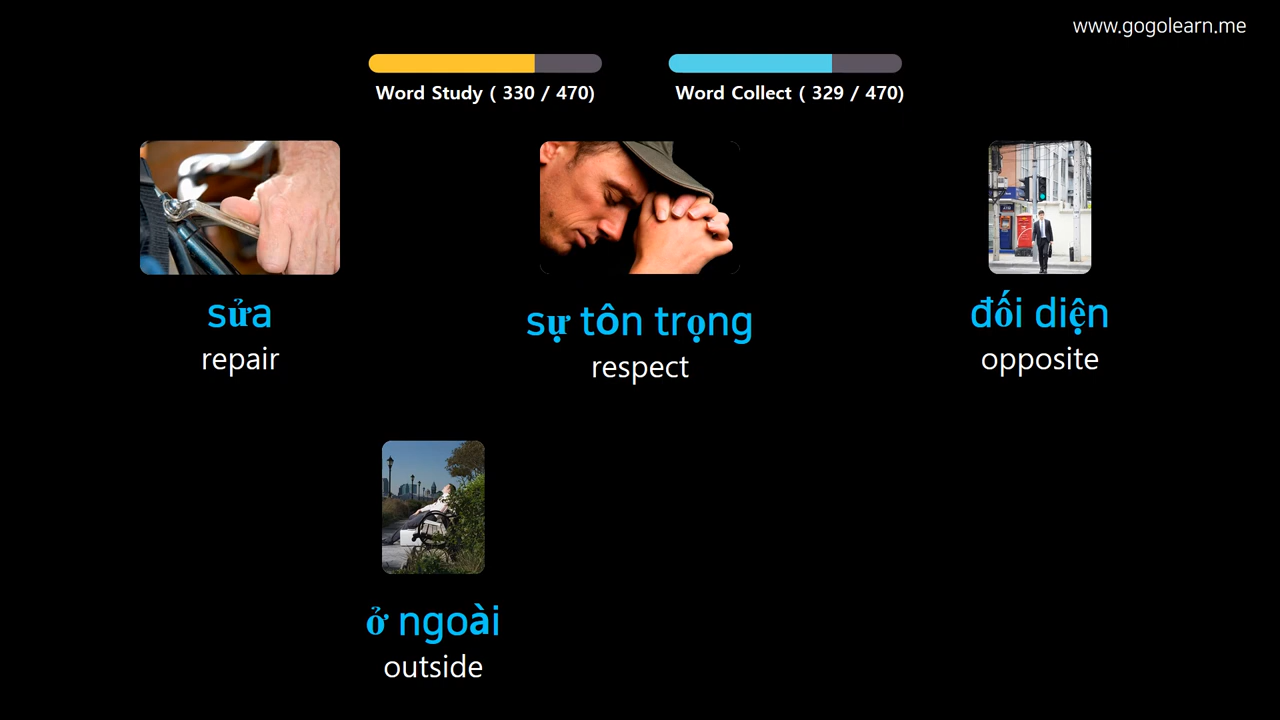 www.gogolearn.me
Word Study ( 330 / 470)
Word Collect ( 329 / 470)
sửa
repair
sự tôn trọng
respect
đối diện
opposite
ở ngoài
outside